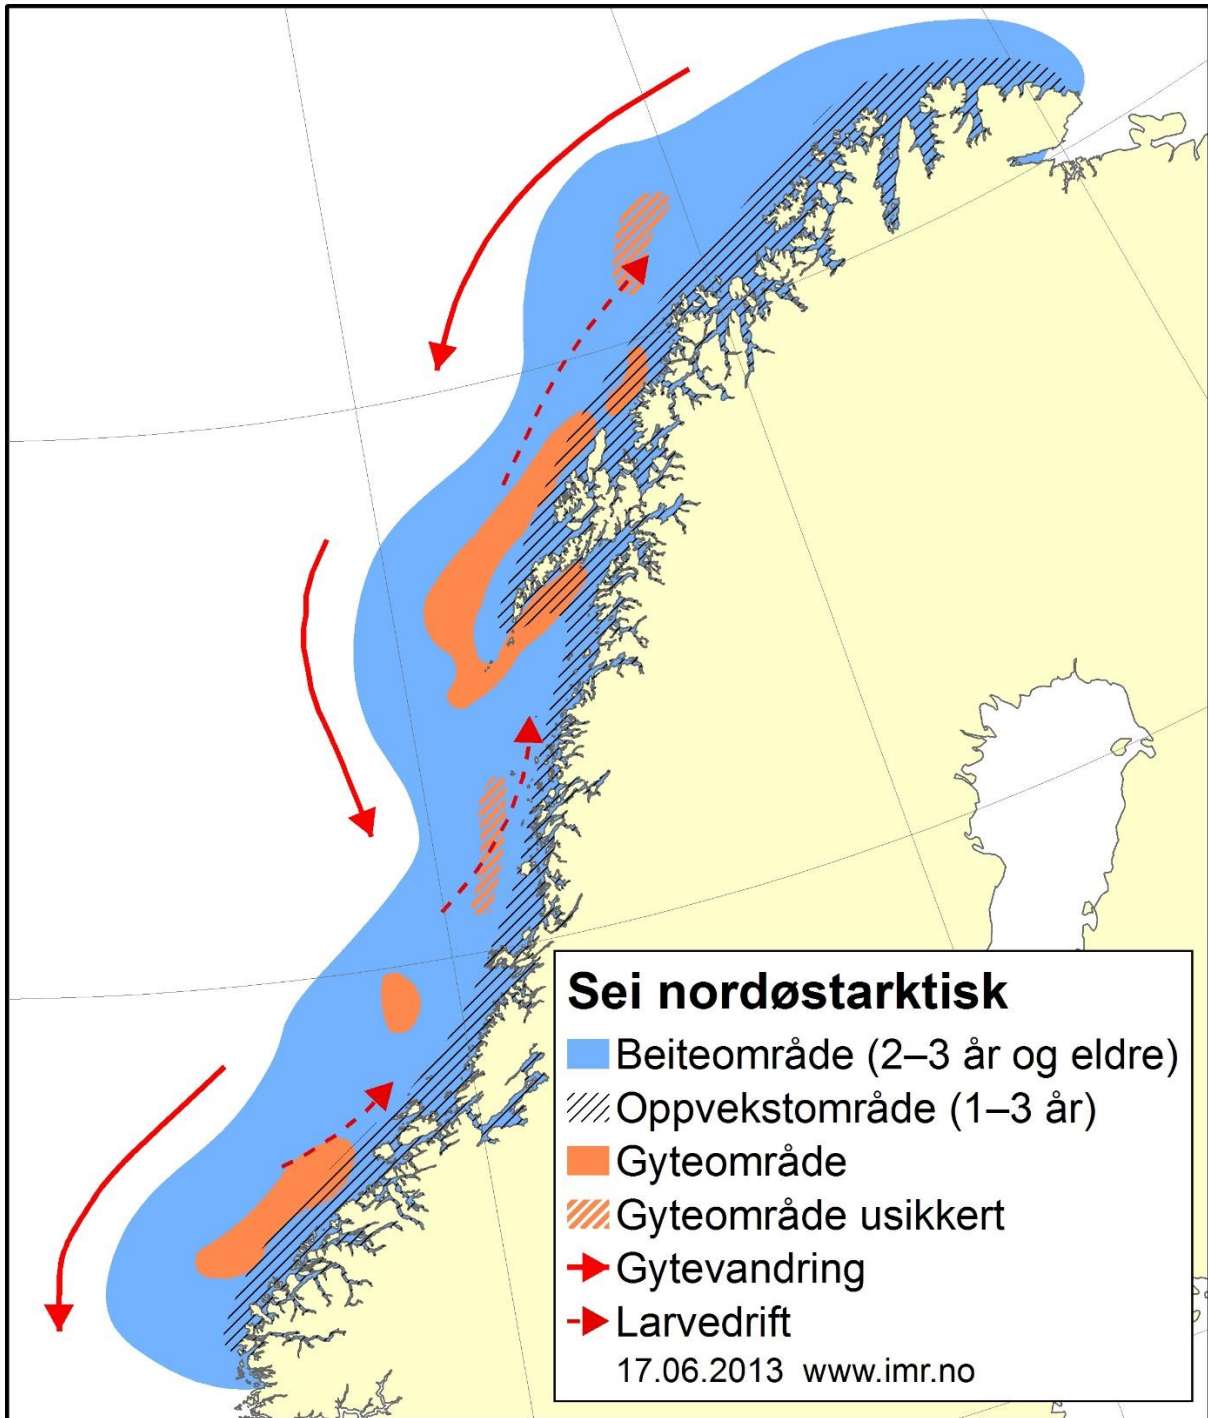 Sei nordøstarktisk
Beiteområde (2–3 år og eldre)
Oppvekstområde (1–3 år)
Gyteområde
Gyteområde usikkert
Gytevandring
Larvedrift
17.06.2013 www.imr.no